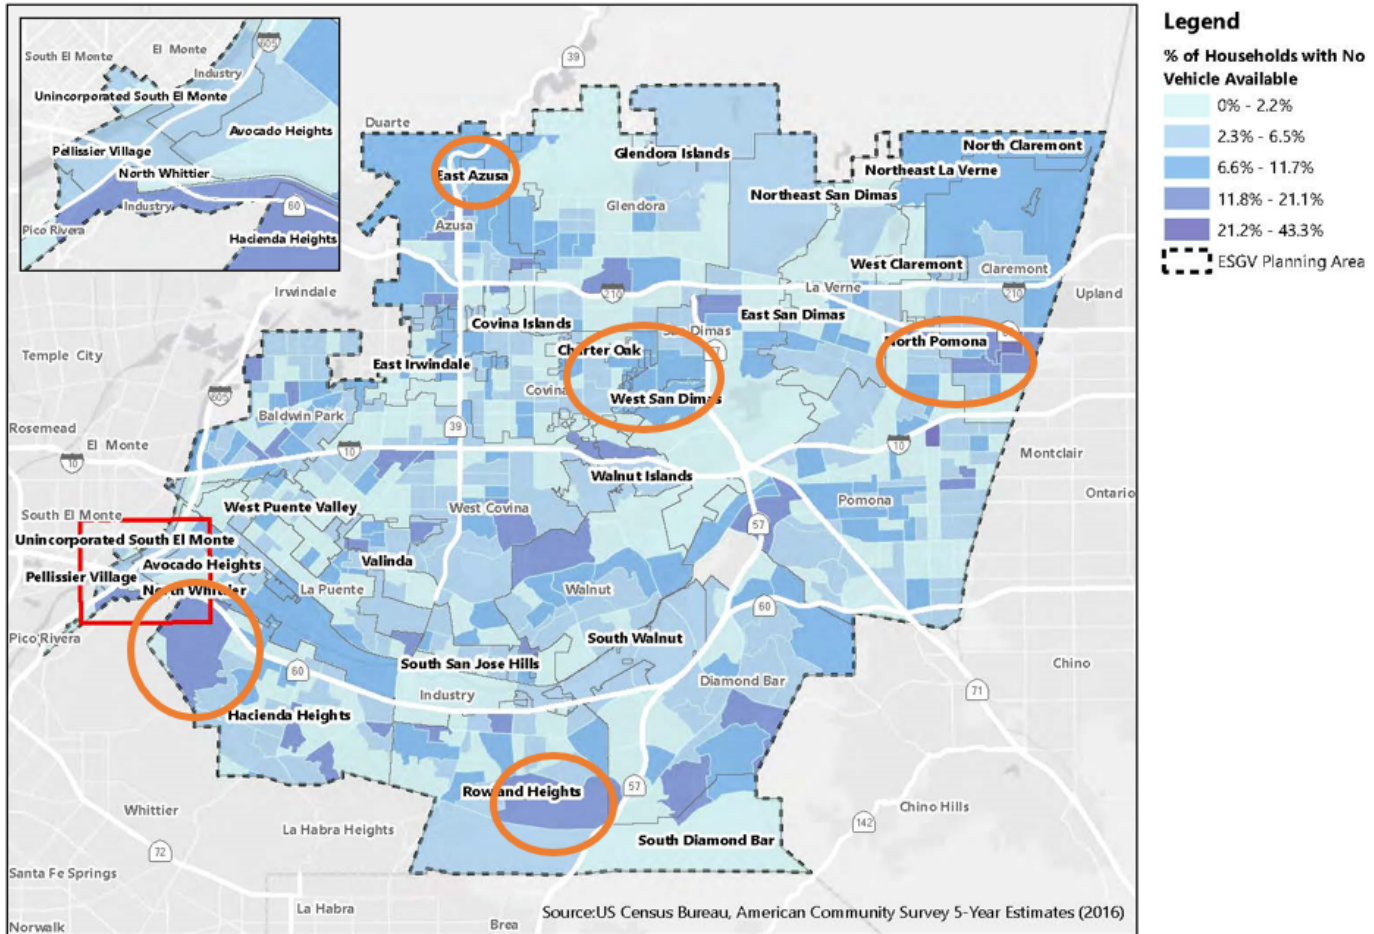 Legend
% of Households with No
Vehicle Available
0% - 2.2%
2.3% - 6.5%
6.6% - 11.7%
11.8% - 21.1%
21.2% - 43.3%
ESGV Planning Area
605
South El Monte
El Monte
Industry
Unincorporated South El Monte
Avocado Heights
Pellissier Village
North Whittier
Industry
60
Pico Rivera
Hacienda Heights
39
Duarte
East Azusa
Azusa
Glendora Islands
Glendora
North Claremont
Northeast La Verne
Northeast San Dimas
West Claremont
Claremont
La Verne
210
210
Upland
Irwindale
Covina Islands
East San Dimas
San Dimas
Charter Oak
North Pomona
Temple City
East Irwindale
Covina
West San Dimas
605
Baldwin Park
39
Rosemead
El Monte
10
10
10
Montclair
Walnut Islands
Ontario
Pomona
West Puente Valley
West Covina
South El Monte
57
Unincorporated South El Monte
Avocado Heights
Valinda
Pellissier Village
North Whittier
La Puente
Walnut
60
Pico Rivera
South Walnut
South San Jose Hills
Chino
60
Industry
Diamond Bar
71
Hacienda Heights
57
Rowland Heights
Whittier
Chino Hills
La Habra Heights
142
South Diamond Bar
72
Santa Fe Springs
La Habra
Norwalk
Brea
Source:US Census Bureau, American Community Survey 5-Year Estimates (2016)